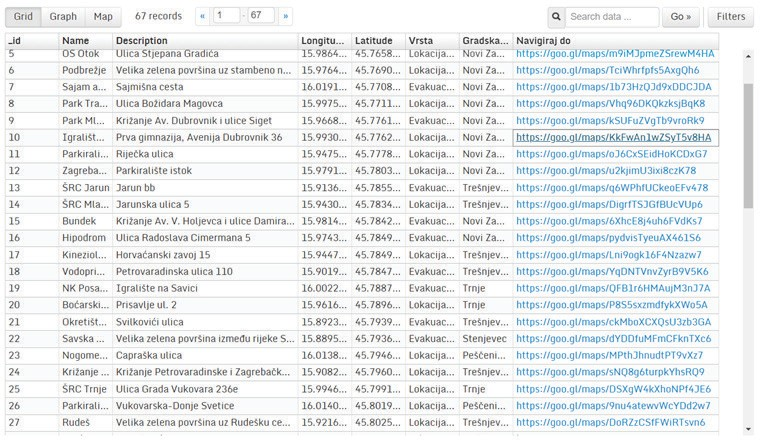 Grid Graph Map 67 records « 1 - 67 » Search data ... Go » Filters
_id Name Description Longitu... Latitude Vrsta Gradska... Navigiraj do
5 OŠ Otok Ulica Stjepana Gradića 15.9864... 45.7658... Lokacija... Novi Za... https://goo.gl/maps/m9iMJpmeZSrewM4HA
6 Podbrežje Velika zelena površina uz stambeno n... 15.9764... 45.7690... Lokacija... Novi Za... https://goo.gl/maps/TciWhrfpfs5AxgQh6
7 Sajam a... Sajmišna cesta 16.0191... 45.7708... Evakuac... Novi Za... https://goo.gl/maps/1b73HzQJd9xDDCJDA
8 Park Tra... Ulica Božidara Magovca 15.9975... 45.7711... Lokacija... Novi Za... https://goo.gl/maps/Vhq96DKQkzksjBqK8
9 Park Ml... Križanje Av. Dubrovnik i ulice Siget 15.9668... 45.7761... Lokacija... Novi Za... https://goo.gl/maps/kSUFuZVgTb9vroRk9
10 Igrališt... Prva gimnazija, Avenija Dubrovnik 36 15.9930... 45.7762... Lokacija... Novi Za... https://goo.gl/maps/KkFwAn1wZSyT5v8HA
11 Parkirali... Riječka ulica 15.9475... 45.7778... Lokacija... Novi Za... https://goo.gl/maps/oJ6CxSEidHoKCDxG7
12 Zagreba... Parkiralište istok 15.9791... 45.7803... Lokacija... Novi Za... https://goo.gl/maps/u2kjimU3ixi8czK78
13 ŠRC Jarun Jarun bb 15.9136... 45.7855... Evakuac... Trešnjev... https://goo.gl/maps/q6WPhfUCkeoEFv478
14 ŠRC Mla... Jarunska ulica 5 15.9430... 45.7834... Lokacija... Trešnjev... https://goo.gl/maps/DigrfTSJGfBUcVUp6
15 Bundek Križanje Av. V. Holjevca i ulice Damira... 15.9814... 45.7842... Evakuac... Novi Za... https://goo.gl/maps/6XhcE8j4uh6FVdKs7
16 Hipodrom Ulica Radoslava Cimermana 5 15.9743... 45.7849... Evakuac... Novi Za... https://goo.gl/maps/pydvisTyeuAX461S6
17 Kineziol... Horvaćanski zavoj 15 15.9447... 45.7849... Lokacija... Trešnjev... https://goo.gl/maps/Lni9ogk16F4Nzazw7
18 Vodopri... Petrovaradinska ulica 110 15.9019... 45.7847... Evakuac... Trešnjev... https://goo.gl/maps/YqDNTVnvZyrB9V5K6
19 NK Posa... Igralište na Savici 16.0022... 45.7887... Evakuac... Trnje https://goo.gl/maps/QFB1r6HMAujM3nJ7A
20 Boćarski... Prisavlje ul. 2 15.9616... 45.7896... Lokacija... Trnje https://goo.gl/maps/P8S5sxzmdfykXWo5A
21 Okretišt... Svilkovići ulica 15.8923... 45.7939... Lokacija... Trešnjev... https://goo.gl/maps/ckMboXCXQsU3zb3GA
22 Savska ... Velika zelena površina između rijeke S... 15.8895... 45.7936... Evakuac... Stenjevec https://goo.gl/maps/dYDDfuMFmCFknTXc6
23 Nogome... Capraška ulica 16.0138... 45.7946... Lokacija... Peščeni... https://goo.gl/maps/MPthJhnudtPT9vXz7
24 Križanje ... Križanje Petrovaradinske i Zagrebačk... 15.9082... 45.7960... Lokacija... Trešnjev... https://goo.gl/maps/sNQ8g6turpkYhsRQ9
25 ŠRC Trnje Ulica Grada Vukovara 236e 15.9946... 45.7991... Lokacija... Trnje https://goo.gl/maps/DSXgW4kXhoNPf4JE6
26 Parkirali... Vukovarska-Donje Svetice 16.0140... 45.8019... Lokacija... Peščeni... https://goo.gl/maps/9nu4atewvWcYDd2w7
27 Rudeš Velika zelena površina uz Rudešku ce... 15.9216... 45.8025... Lokacija... Trešnjev... https://goo.gl/maps/DoRZzCSfFWiRTsvn6